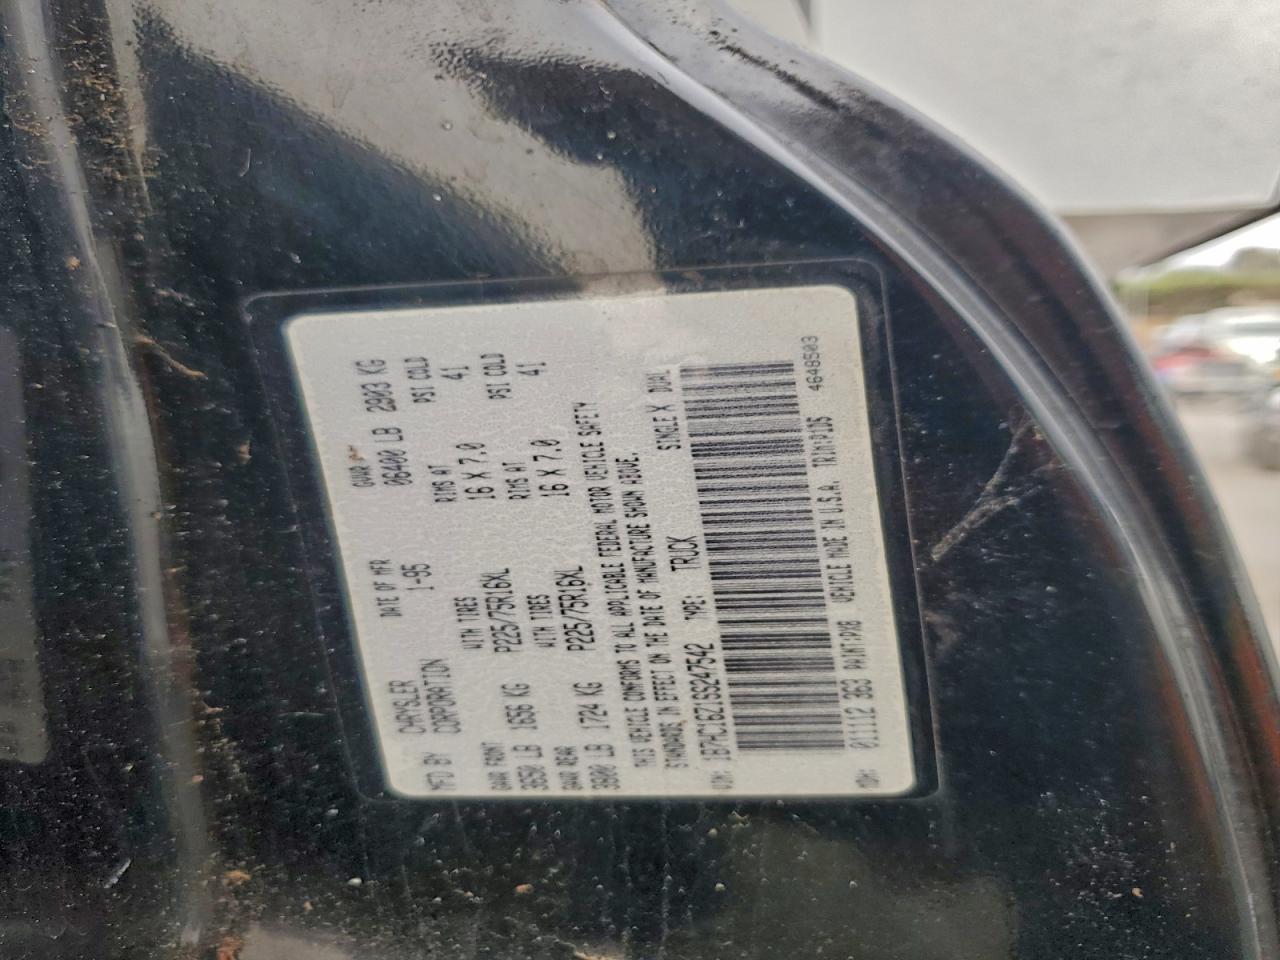 MFD BY CHRYSLER CORPORATION DATE OF MFR 1-95 GVWR 06400 LB 2903 KG
GAWR FRONT WITH TIRES RIMS AT PSI COLD
3650 LB 1656 KG P225/75R16XL 16 X 7.0 41
GAWR REAR WITH TIRES RIMS AT PSI COLD
3800 LB 1724 KG P225/75R16XL 16 X 7.0 41
THIS VEHICLE CONFORMS TO ALL APPLICABLE FEDERAL MOTOR VEHICLE SAFETY
STANDARDS IN EFFECT ON THE DATE OF MANUFACTURE SHOWN ABOVE.
VIN: 1B7HC16Z1SS247542 TYPE: TRUCK SINGLE X DUAL
MDH: 01112 363 PAINT:PX8 VEHICLE MADE IN U.S.A. TRIM: 4648503